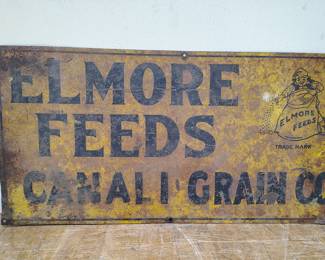 ELMORE
FEEDS
ELMORE
FEEDS
TRADE MARK
CANALI GRAIN CO